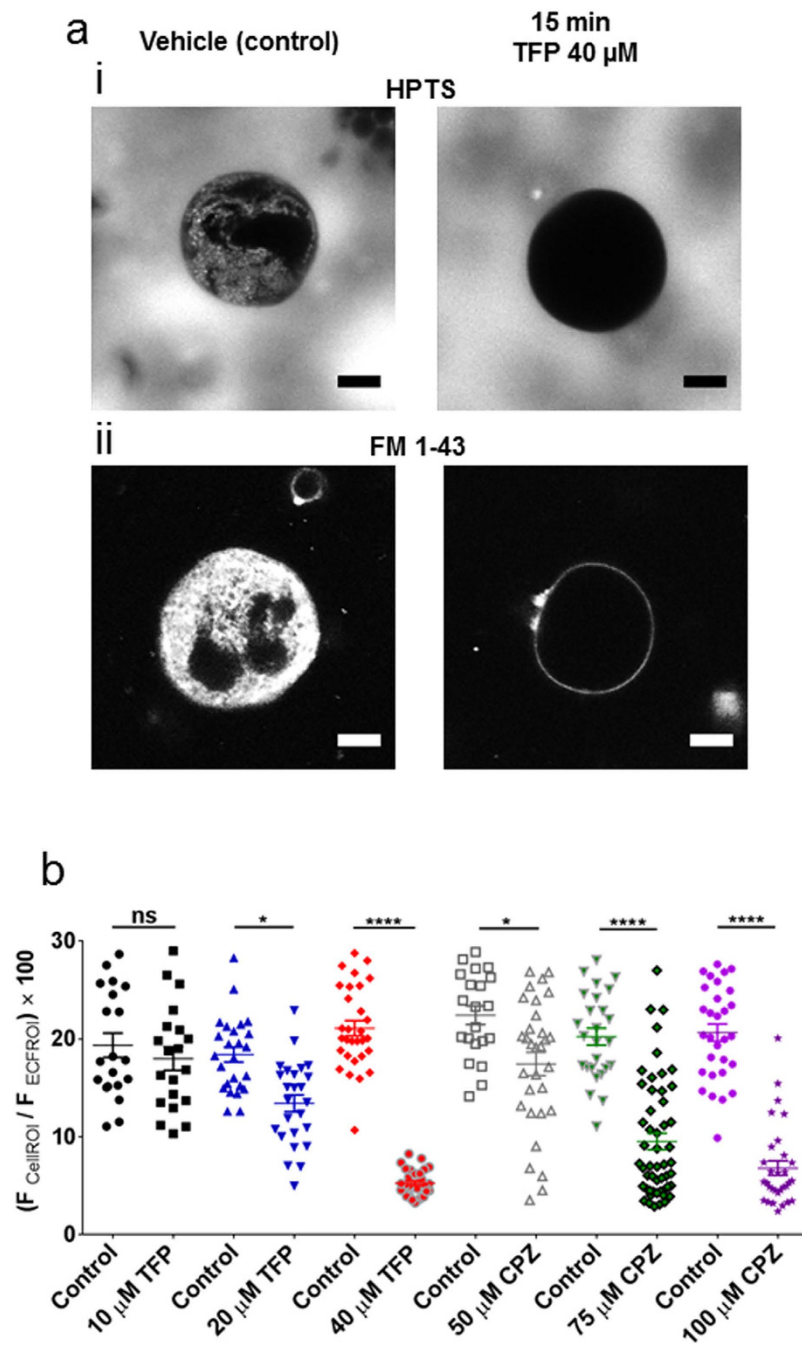 a
Vehicle (control)
15 min
TFP 40 µM
i
HPTS
ii
FM 1-43
b
ns
*
****
*
****
****
(F CellROI / F ECFROI) × 100
30
20
10
0
Control
10 µM TFP
Control
20 µM TFP
Control
40 µM TFP
Control
50 µM CPZ
Control
75 µM CPZ
Control
100 µM CPZ